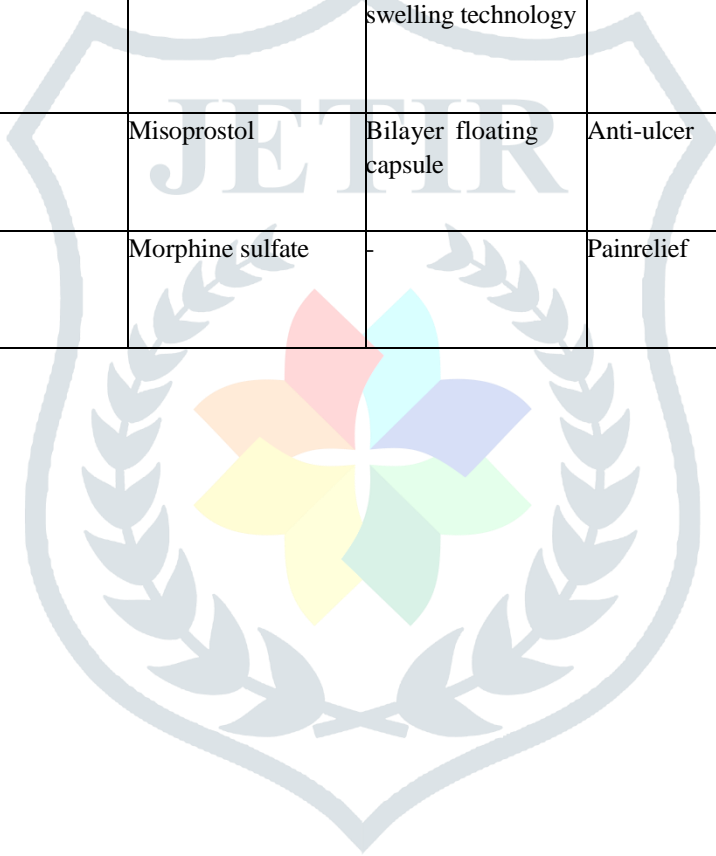 swelling technology
Misoprostol Bilayer floating Anti-ulcer
capsule
Morphine sulfate - Painrelief
JETIR